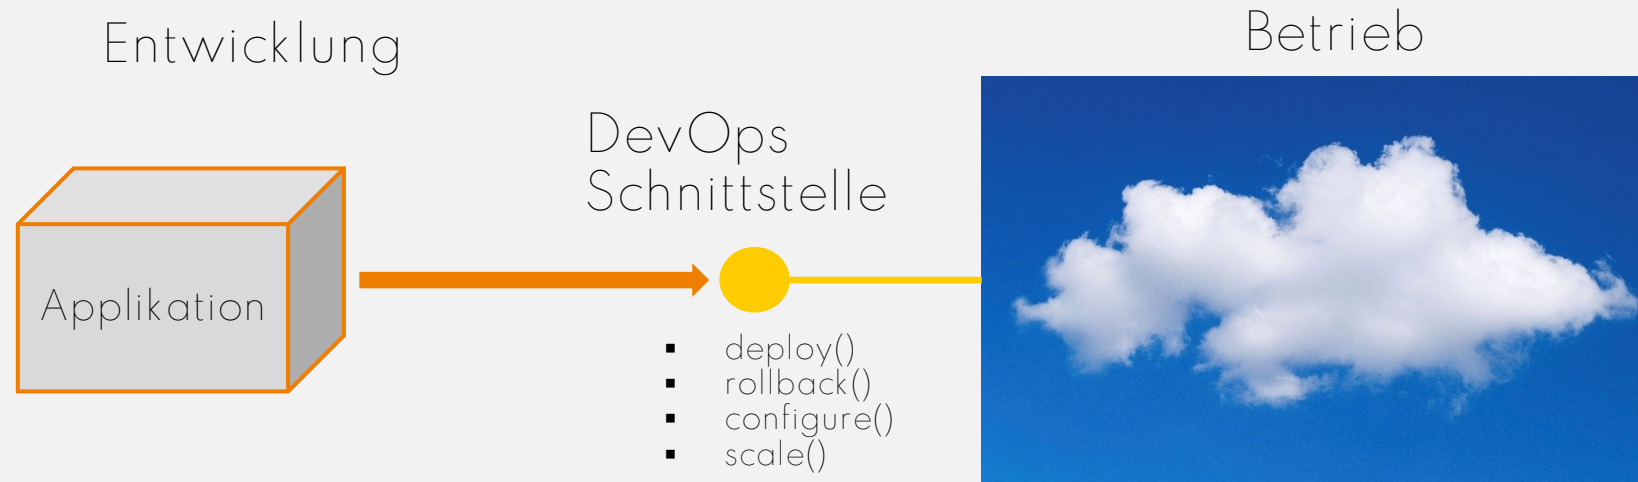 Entwicklung
Betrieb
DevOps
Schnittstelle
Applikation
▪ deploy()
▪ rollback()
▪ configure()
▪ scale()